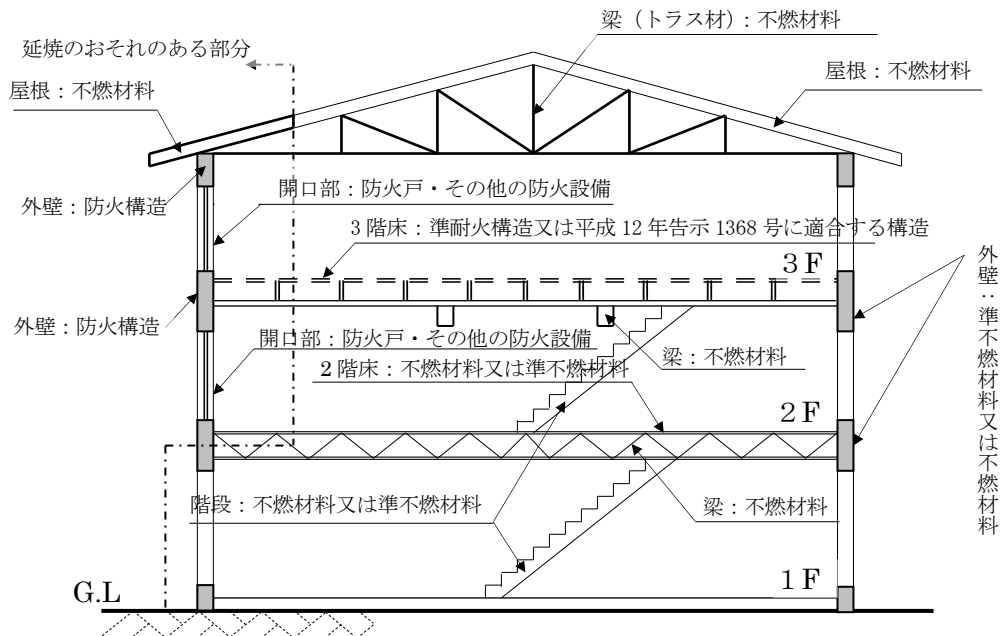 梁（トラス材）：不燃材料
延焼のおそれのある部分
屋根：不燃材料
屋根：不燃材料
開口部：防火戸・その他の防火設備
外壁：防火構造
3 階床：準耐火構造又は平成 12 年告示 1368 号に適合する構造
3F
外壁：準不燃材料又は不燃材料
外壁：防火構造
開口部：防火戸・その他の防火設備
梁：不燃材料
2 階床：不燃材料又は準不燃材料
2F
階段：不燃材料又は準不燃材料
梁：不燃材料
1F
G.L